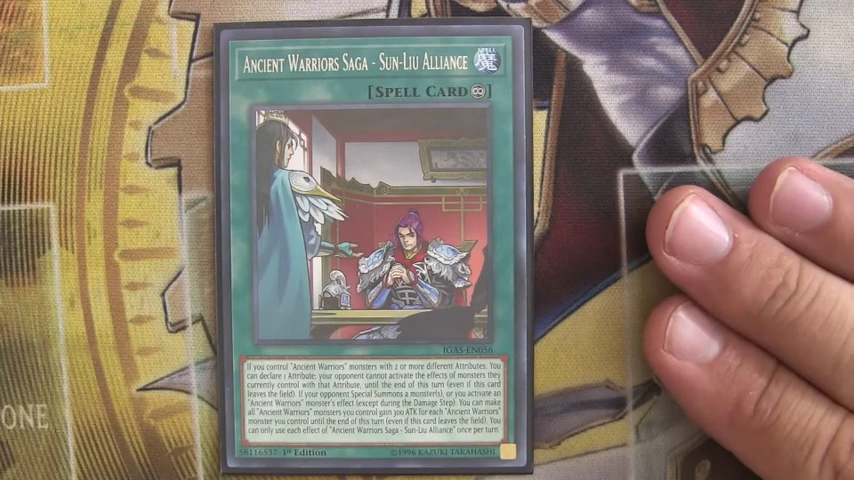 ANCIENT WARRIORS SAGA - SUN-LIU ALLIANCE
[SPELL CARD]
IGAS-EN056
If you control "Ancient Warriors" monsters with 2 or more different Attributes: You
can declare 1 Attribute; your opponent cannot activate the effects of monsters they
currently control with that Attribute, until the end of this turn (even if this card
leaves the field). If your opponent Special Summons a monster(s), or you activate an
"Ancient Warriors" monster's effect (except during the Damage Step): You can make
all "Ancient Warriors" monsters you control gain 300 ATK for each "Ancient Warriors"
monster you control until the end of this turn (even if this card leaves the field). You
can only use each effect of "Ancient Warriors Saga - Sun-Liu Alliance" once per turn.
58116537 1st Edition ©1996 KAZUKI TAKAHASHI
ONE